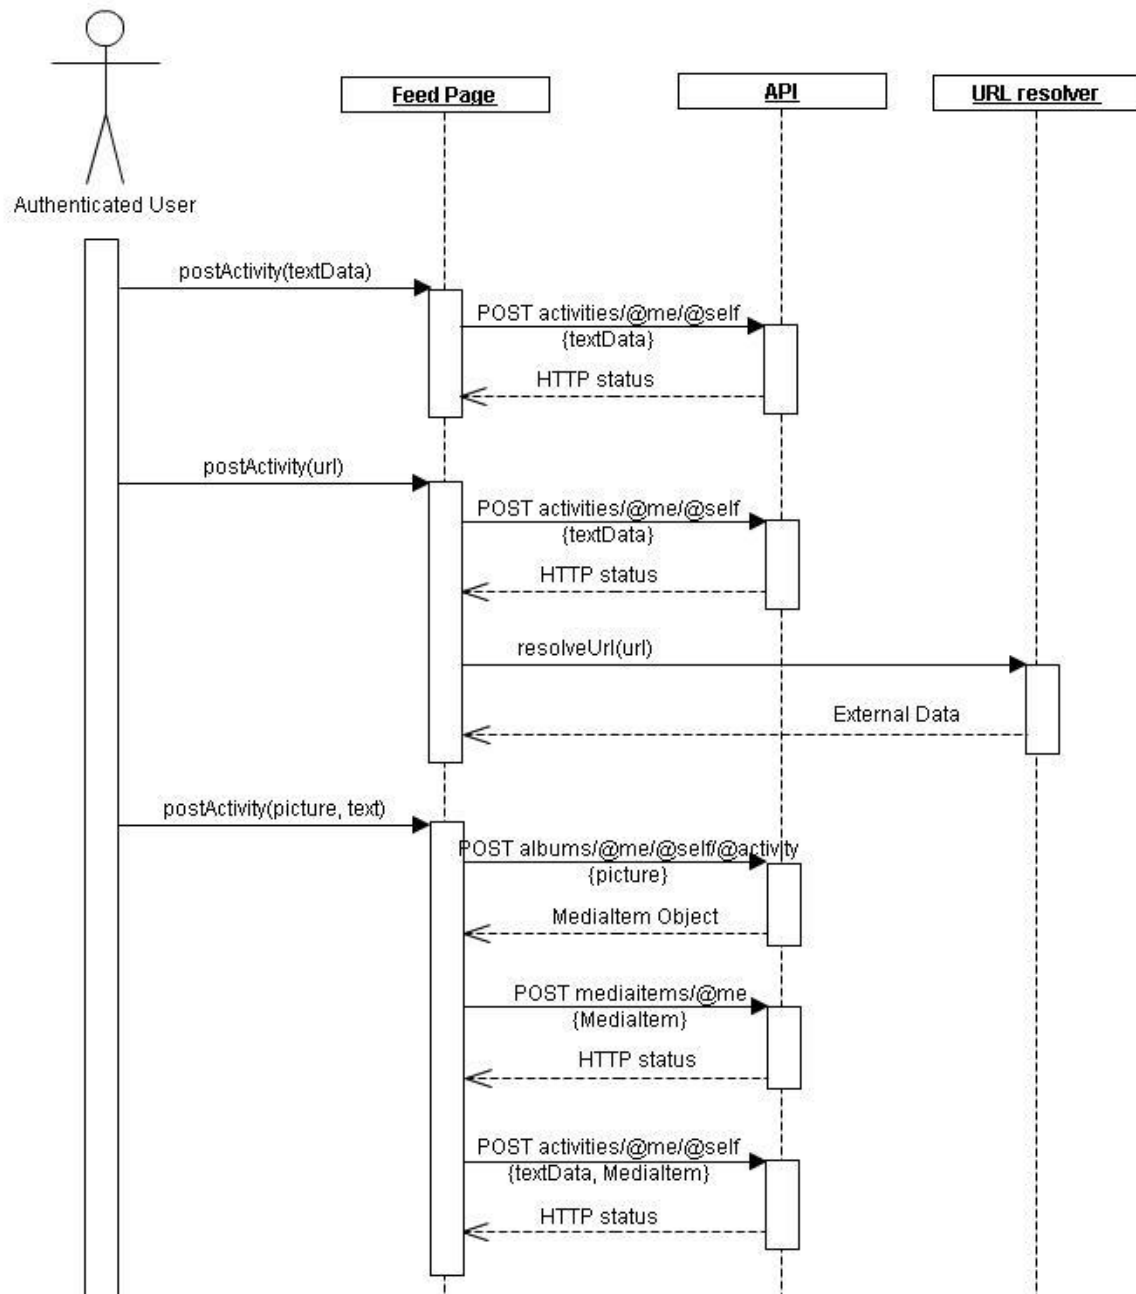 Feed Page
API
URL resolver
Authenticated User
postActivity(textData)
POST activities/@me/@self
{textData}
HTTP status
postActivity(url)
POST activities/@me/@self
{textData}
HTTP status
resolveUrl(url)
External Data
postActivity(picture, text)
POST albums/@me/@self/@activity
{picture}
MediaItem Object
POST mediaitems/@me
{MediaItem}
HTTP status
POST activities/@me/@self
{textData, MediaItem}
HTTP status